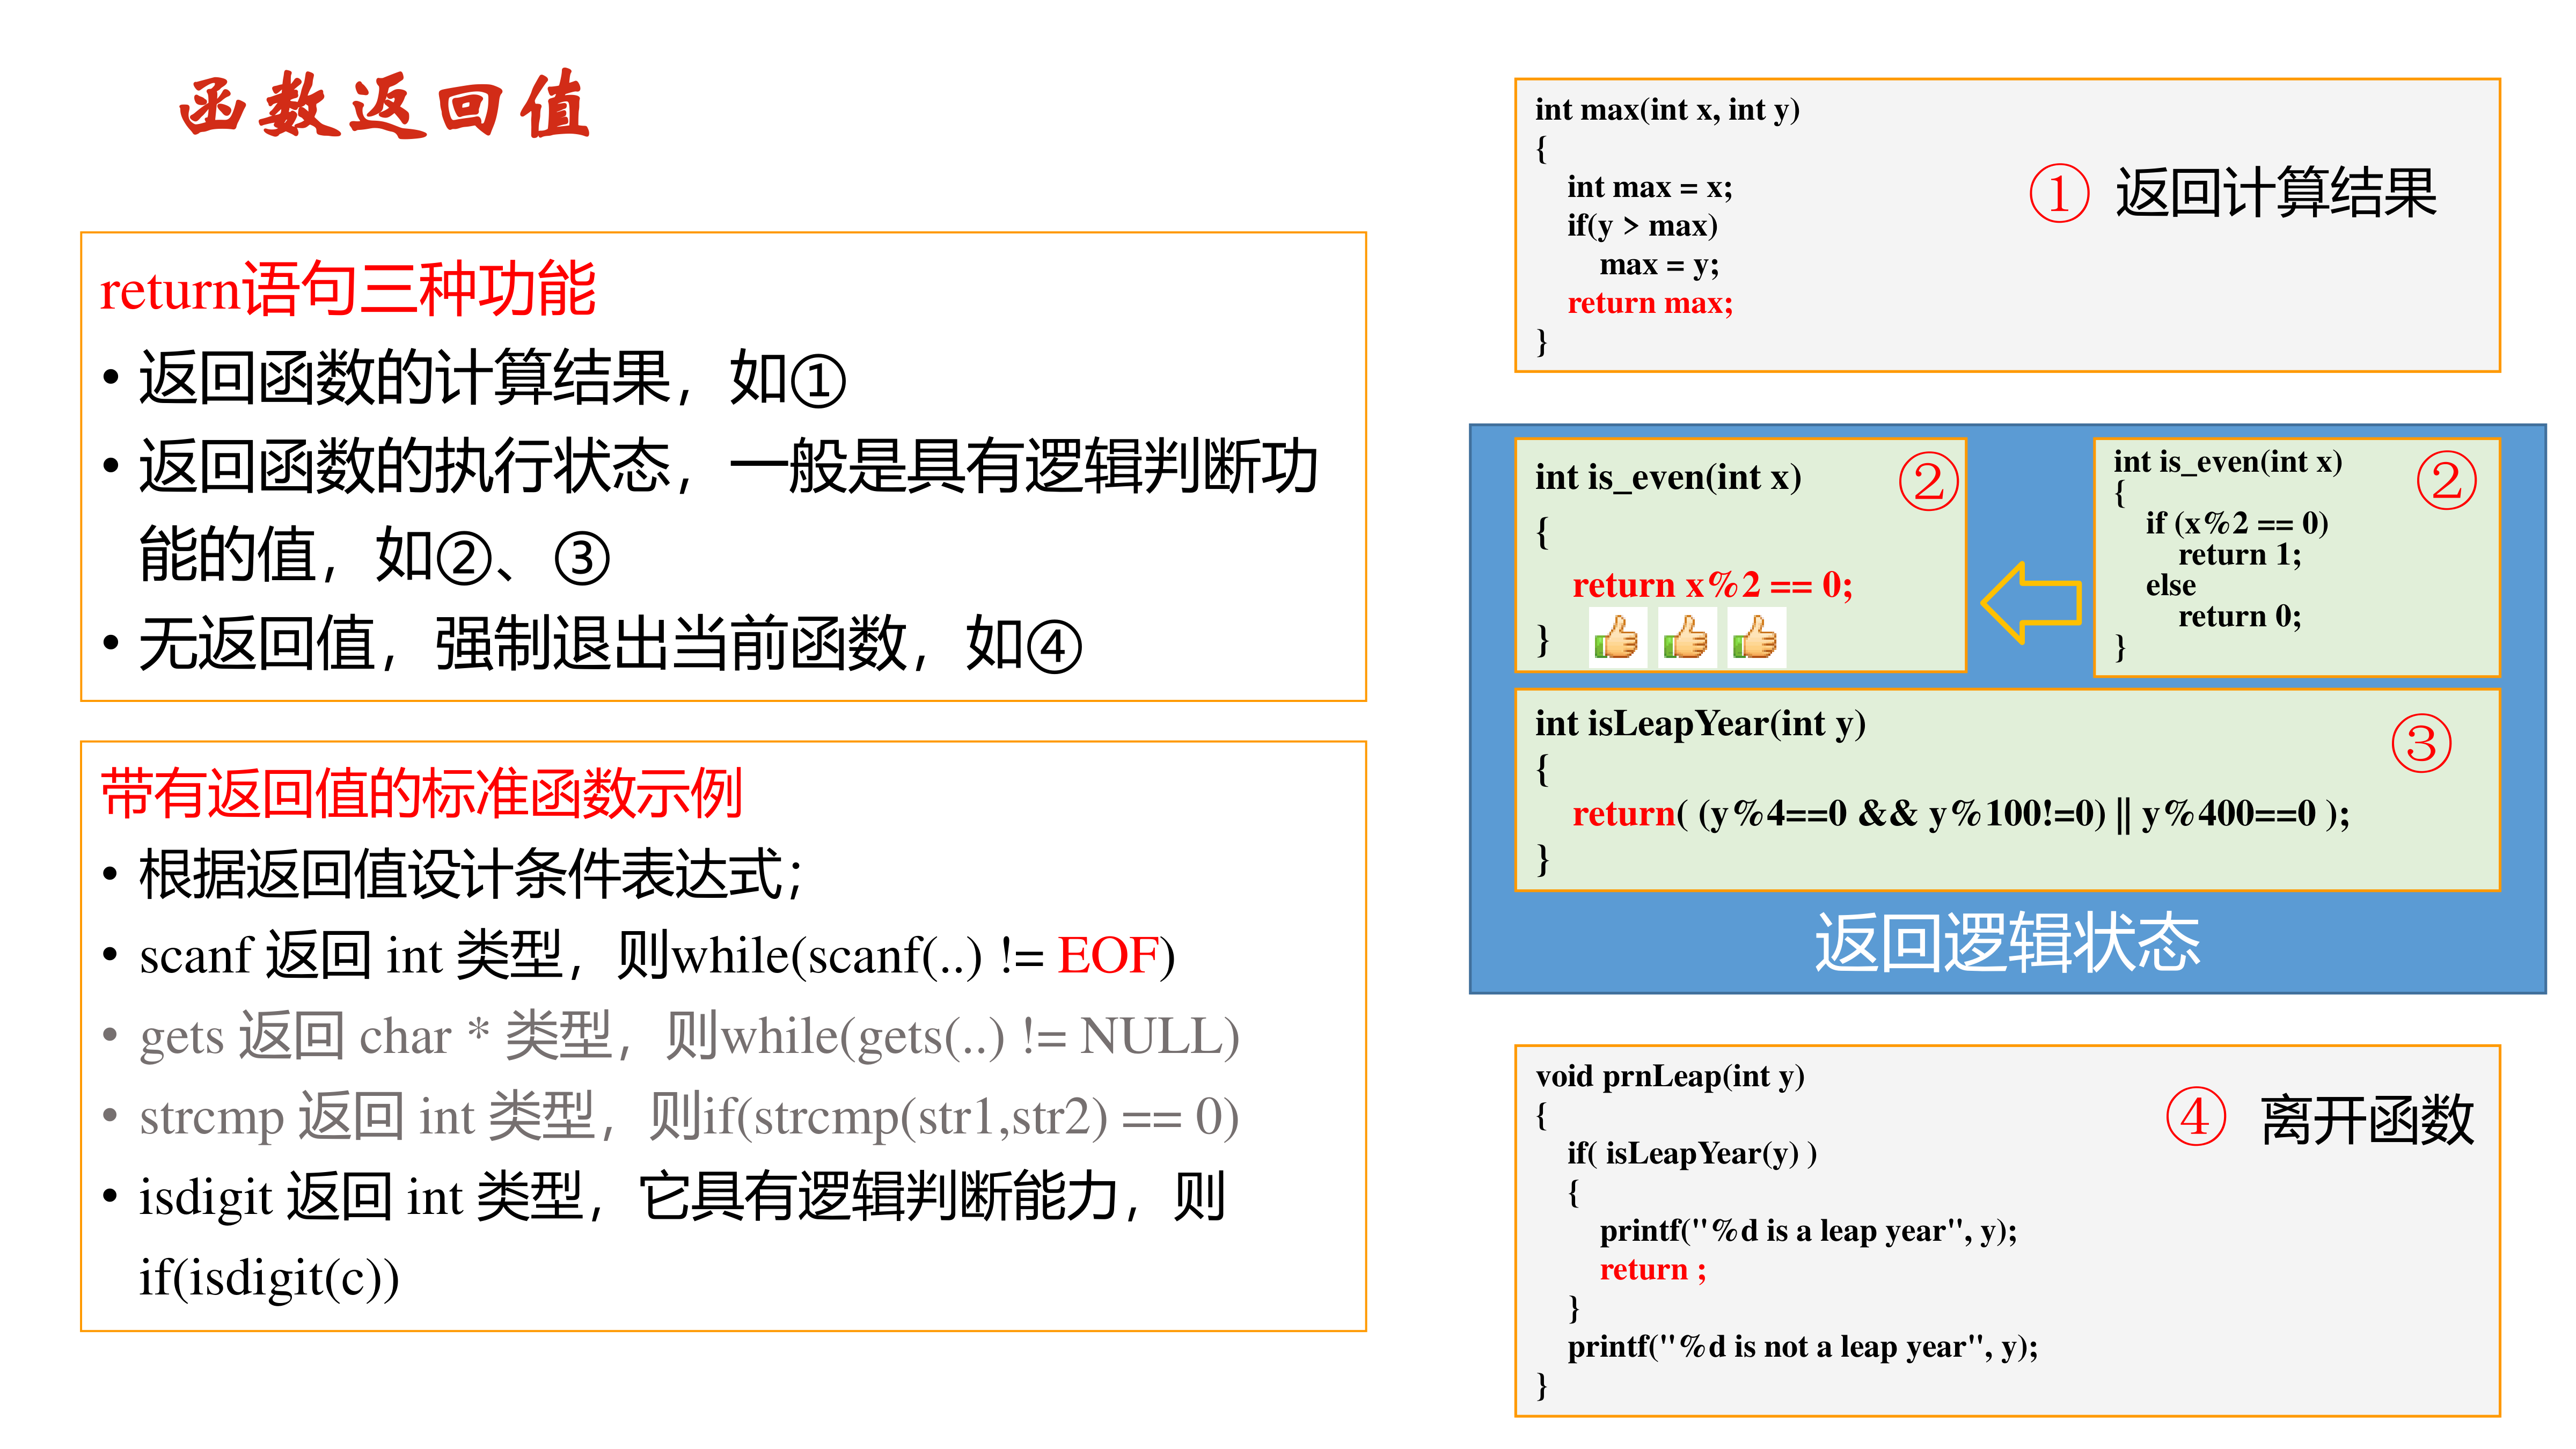 函数返回值
return语句三种功能
• 返回函数的计算结果，如①
• 返回函数的执行状态，一般是具有逻辑判断功
能的值，如②、③
• 无返回值，强制退出当前函数，如④
带有返回值的标准函数示例
• 根据返回值设计条件表达式；
• scanf 返回 int 类型，则while(scanf(..) != EOF)
• gets 返回 char * 类型，则while(gets(..) != NULL)
• strcmp 返回 int 类型，则if(strcmp(str1,str2) == 0)
• isdigit 返回 int 类型，它具有逻辑判断能力，则
if(isdigit(c))
int max(int x, int y)
{
int max = x;
if(y > max)
max = y;
return max;
}
① 返回计算结果
int is_even(int x)
{
return x%2 == 0;
}
②
int is_even(int x)
{
if (x%2 == 0)
return 1;
else
return 0;
}
②
int isLeapYear(int y)
{
return( (y%4==0 && y%100!=0) || y%400==0 );
}
③
返回逻辑状态
void prnLeap(int y)
{
if( isLeapYear(y) )
{
printf("%d is a leap year", y);
return ;
}
printf("%d is not a leap year", y);
}
④ 离开函数